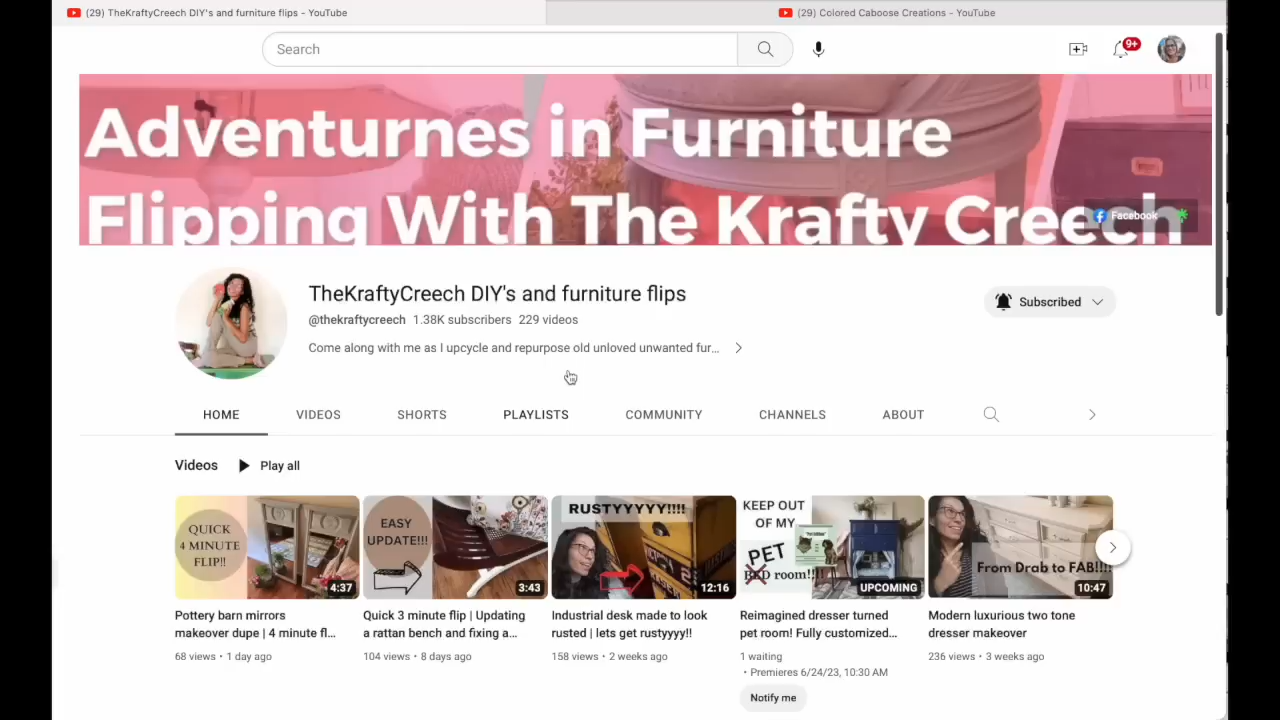 (29) TheKraftyCreech DIY's and furniture flips - YouTube
(29) Colored Caboose Creations - YouTube
Search
9+
Adventurnes in Furniture
Flipping With The Krafty Creech
Facebook
TheKraftyCreech DIY's and furniture flips
@thekraftycreech 1.38K subscribers 229 videos
Subscribed
Come along with me as I upcycle and repurpose old unloved unwanted fur...
HOME VIDEOS SHORTS PLAYLISTS COMMUNITY CHANNELS ABOUT
Videos Play all
QUICK
4 MINUTE
FLIP!!
4:37
EASY
UPDATE!!!
3:43
RUSTYYYYY!!!!
12:16
KEEP OUT
OF MY
PET
BED room!!!!
UPCOMING
From Drab to FAB!!!!
10:47
Pottery barn mirrors
makeover dupe | 4 minute fl...
68 views • 1 day ago
Quick 3 minute flip | Updating
a rattan bench and fixing a...
104 views • 8 days ago
Industrial desk made to look
rusted | lets get rustyyyy!!
158 views • 2 weeks ago
Reimagined dresser turned
pet room! Fully customized...
1 waiting
• Premieres 6/24/23, 10:30 AM
Notify me
Modern luxurious two tone
dresser makeover
236 views • 3 weeks ago